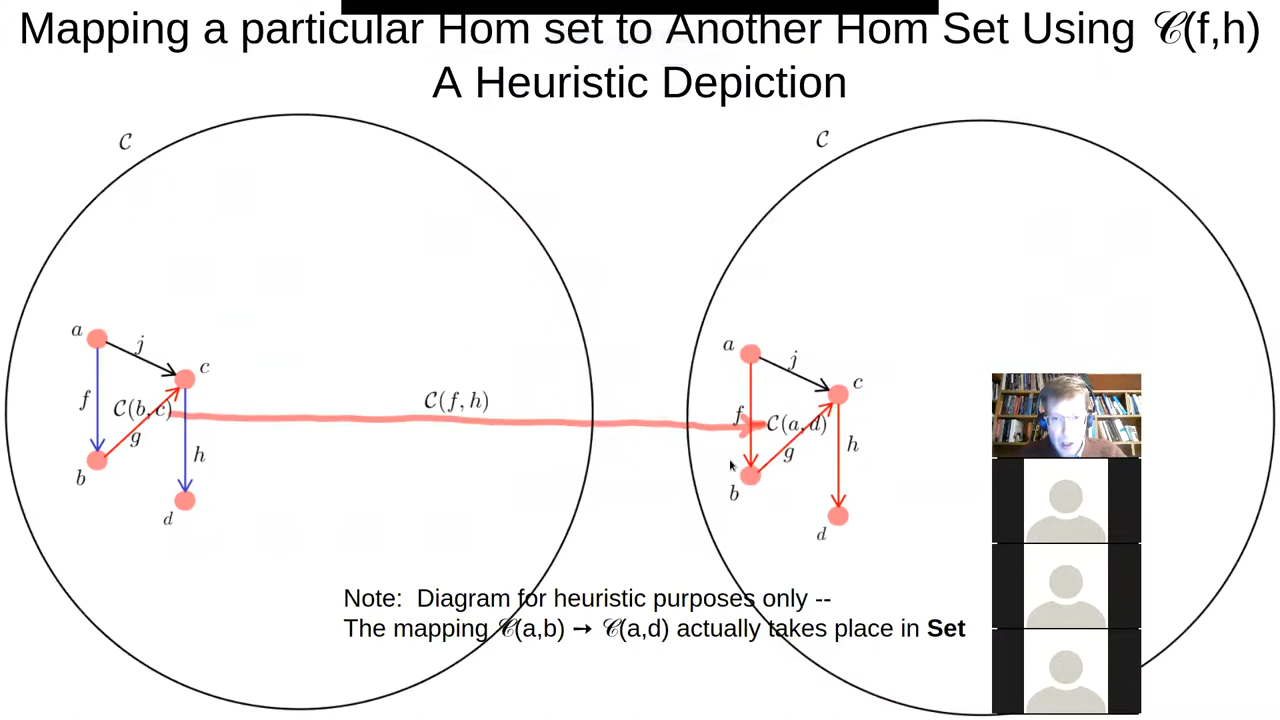 Mapping a particular Hom set to Another Hom Set Using 𝒞(f,h)
A Heuristic Depiction
𝒞
𝒞
a
j
c
f
𝒞(b,c)
g
h
b
d
𝒞(f,h)
a
j
c
f
𝒞(a,d)
g
h
b
d
Note: Diagram for heuristic purposes only --
The mapping 𝒞(a,b) → 𝒞(a,d) actually takes place in Set